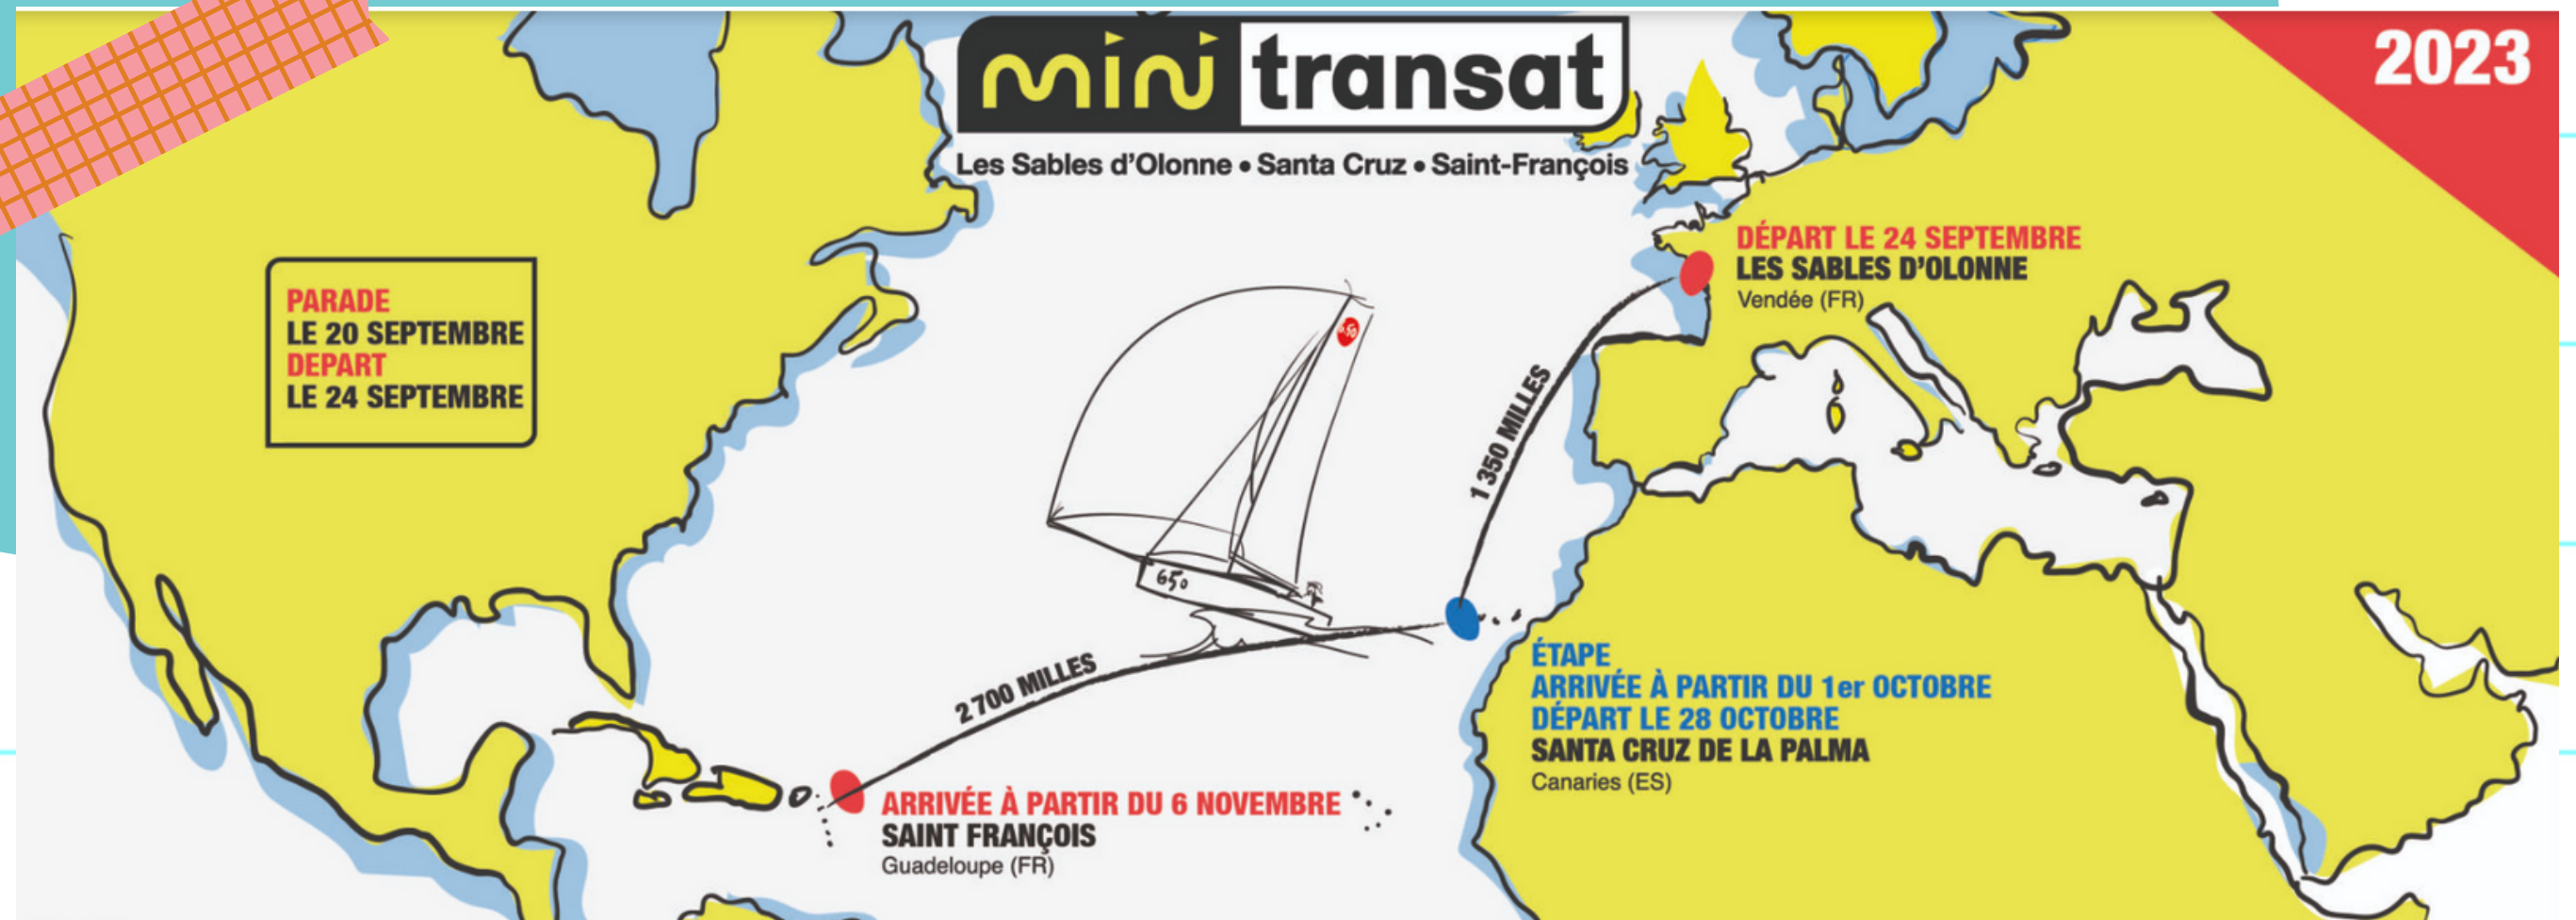 mini transat
2023
Les Sables d'Olonne • Santa Cruz • Saint-François
PARADE
LE 20 SEPTEMBRE
DEPART
LE 24 SEPTEMBRE
DÉPART LE 24 SEPTEMBRE
LES SABLES D'OLONNE
Vendée (FR)
6.50
1 350 MILLES
650
2 700 MILLES
ÉTAPE
ARRIVÉE À PARTIR DU 1er OCTOBRE
DÉPART LE 28 OCTOBRE
SANTA CRUZ DE LA PALMA
Canaries (ES)
ARRIVÉE À PARTIR DU 6 NOVEMBRE
SAINT FRANÇOIS
Guadeloupe (FR)